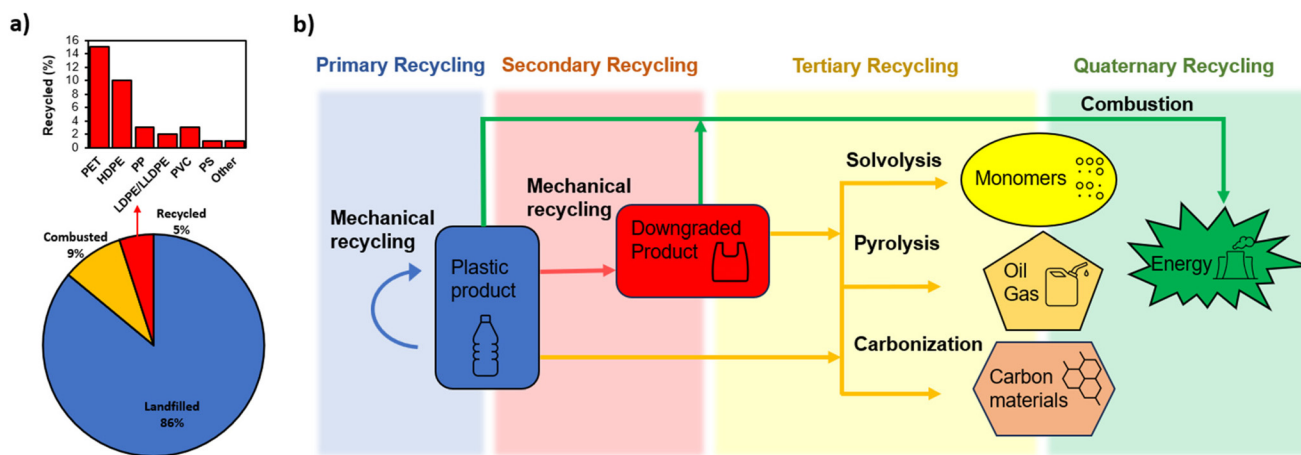 a)
16
14
12
10
8
6
4
2
0
Recycled (%)
PET
HDPE
PP
LDPE/LLDPE
PVC
PS
Other
Recycled
5%
Combusted
9%
Landfilled
86%
b)
Primary Recycling
Secondary Recycling
Tertiary Recycling
Quaternary Recycling
Combustion
Mechanical
recycling
Plastic
product
Mechanical
recycling
Downgraded
Product
Solvolysis
Monomers
Pyrolysis
Oil
Gas
Carbonization
Carbon
materials
Energy